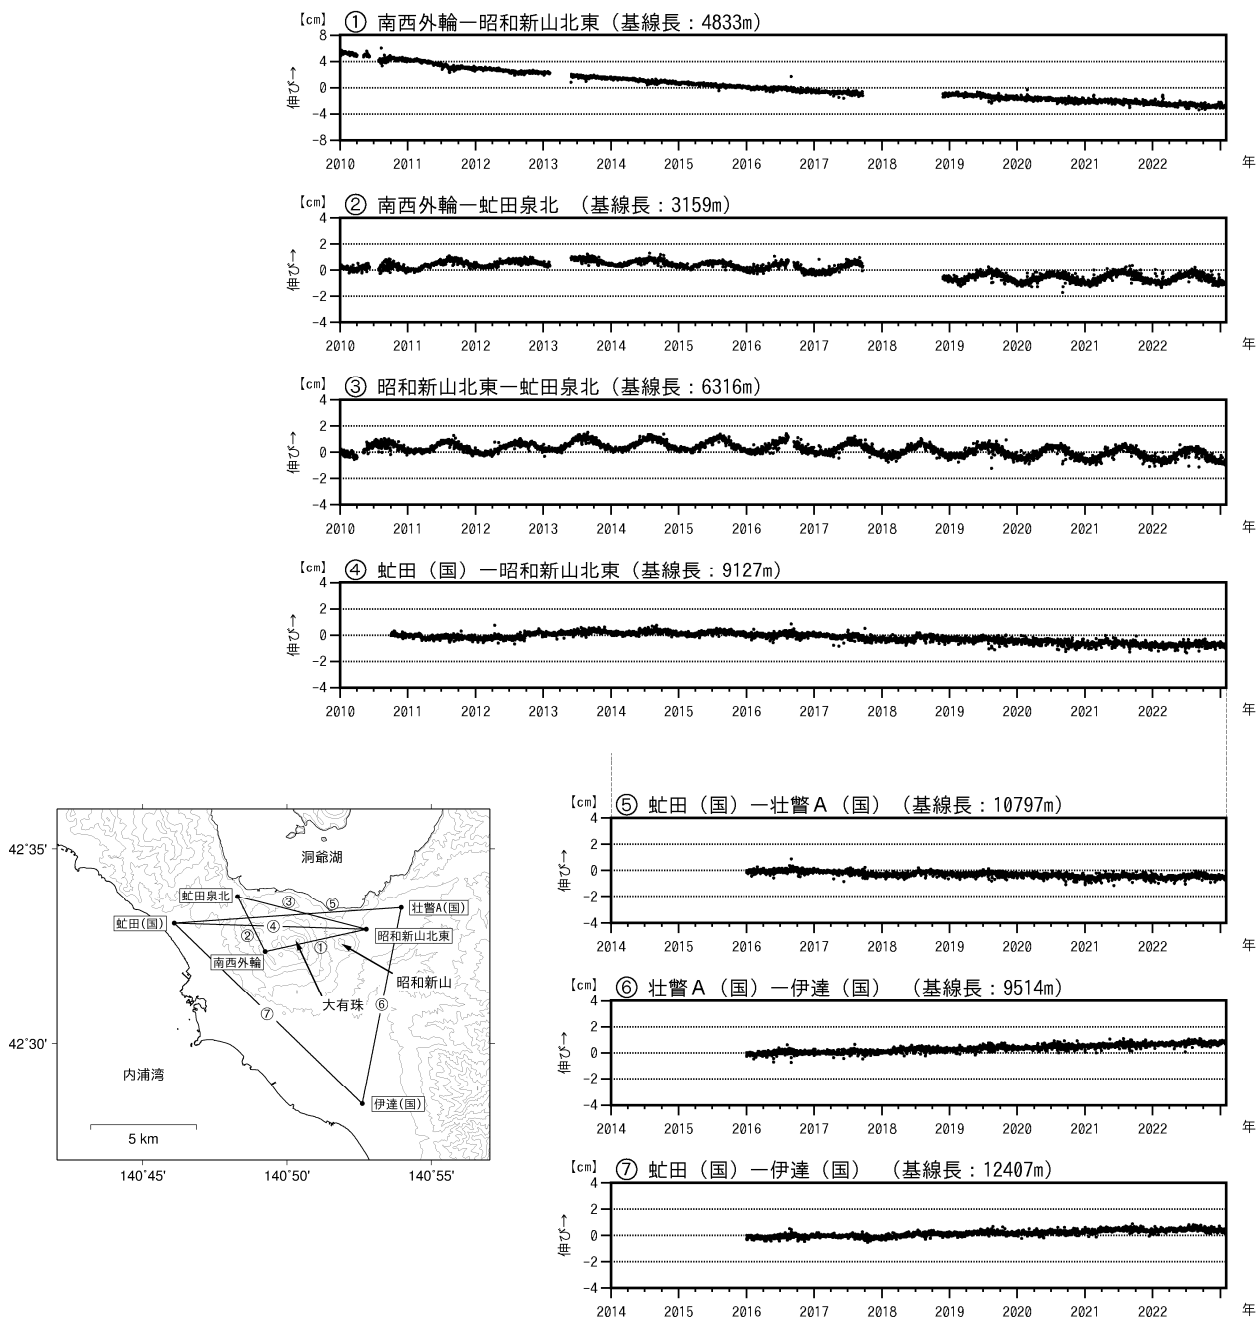 [cm] ① 南西外輪ー昭和新山北東（基線長：4833m）
8
4
0
-4
-8
伸び→
2010 2011 2012 2013 2014 2015 2016 2017 2018 2019 2020 2021 2022 年
[cm] ② 南西外輪ー虻田泉北 （基線長：3159m）
4
2
0
-2
-4
伸び→
2010 2011 2012 2013 2014 2015 2016 2017 2018 2019 2020 2021 2022 年
[cm] ③ 昭和新山北東ー虻田泉北（基線長：6316m）
4
2
0
-2
-4
伸び→
2010 2011 2012 2013 2014 2015 2016 2017 2018 2019 2020 2021 2022 年
[cm] ④ 虻田（国）ー昭和新山北東（基線長：9127m）
4
2
0
-2
-4
伸び→
2010 2011 2012 2013 2014 2015 2016 2017 2018 2019 2020 2021 2022 年
42°35'
42°30'
洞爺湖
虻田泉北
③
⑤
壮瞥A(国)
虻田(国)
④
②
①
昭和新山北東
南西外輪
昭和新山
大有珠
⑥
⑦
内浦湾
伊達(国)
5 km
140°45' 140°50' 140°55'
[cm] ⑤ 虻田（国）ー壮瞥A（国）（基線長：10797m）
4
2
0
-2
-4
伸び→
2014 2015 2016 2017 2018 2019 2020 2021 2022 年
[cm] ⑥ 壮瞥A（国）ー伊達（国） （基線長：9514m）
4
2
0
-2
-4
伸び→
2014 2015 2016 2017 2018 2019 2020 2021 2022 年
[cm] ⑦ 虻田（国）ー伊達（国） （基線長：12407m）
4
2
0
-2
-4
伸び→
2014 2015 2016 2017 2018 2019 2020 2021 2022 年